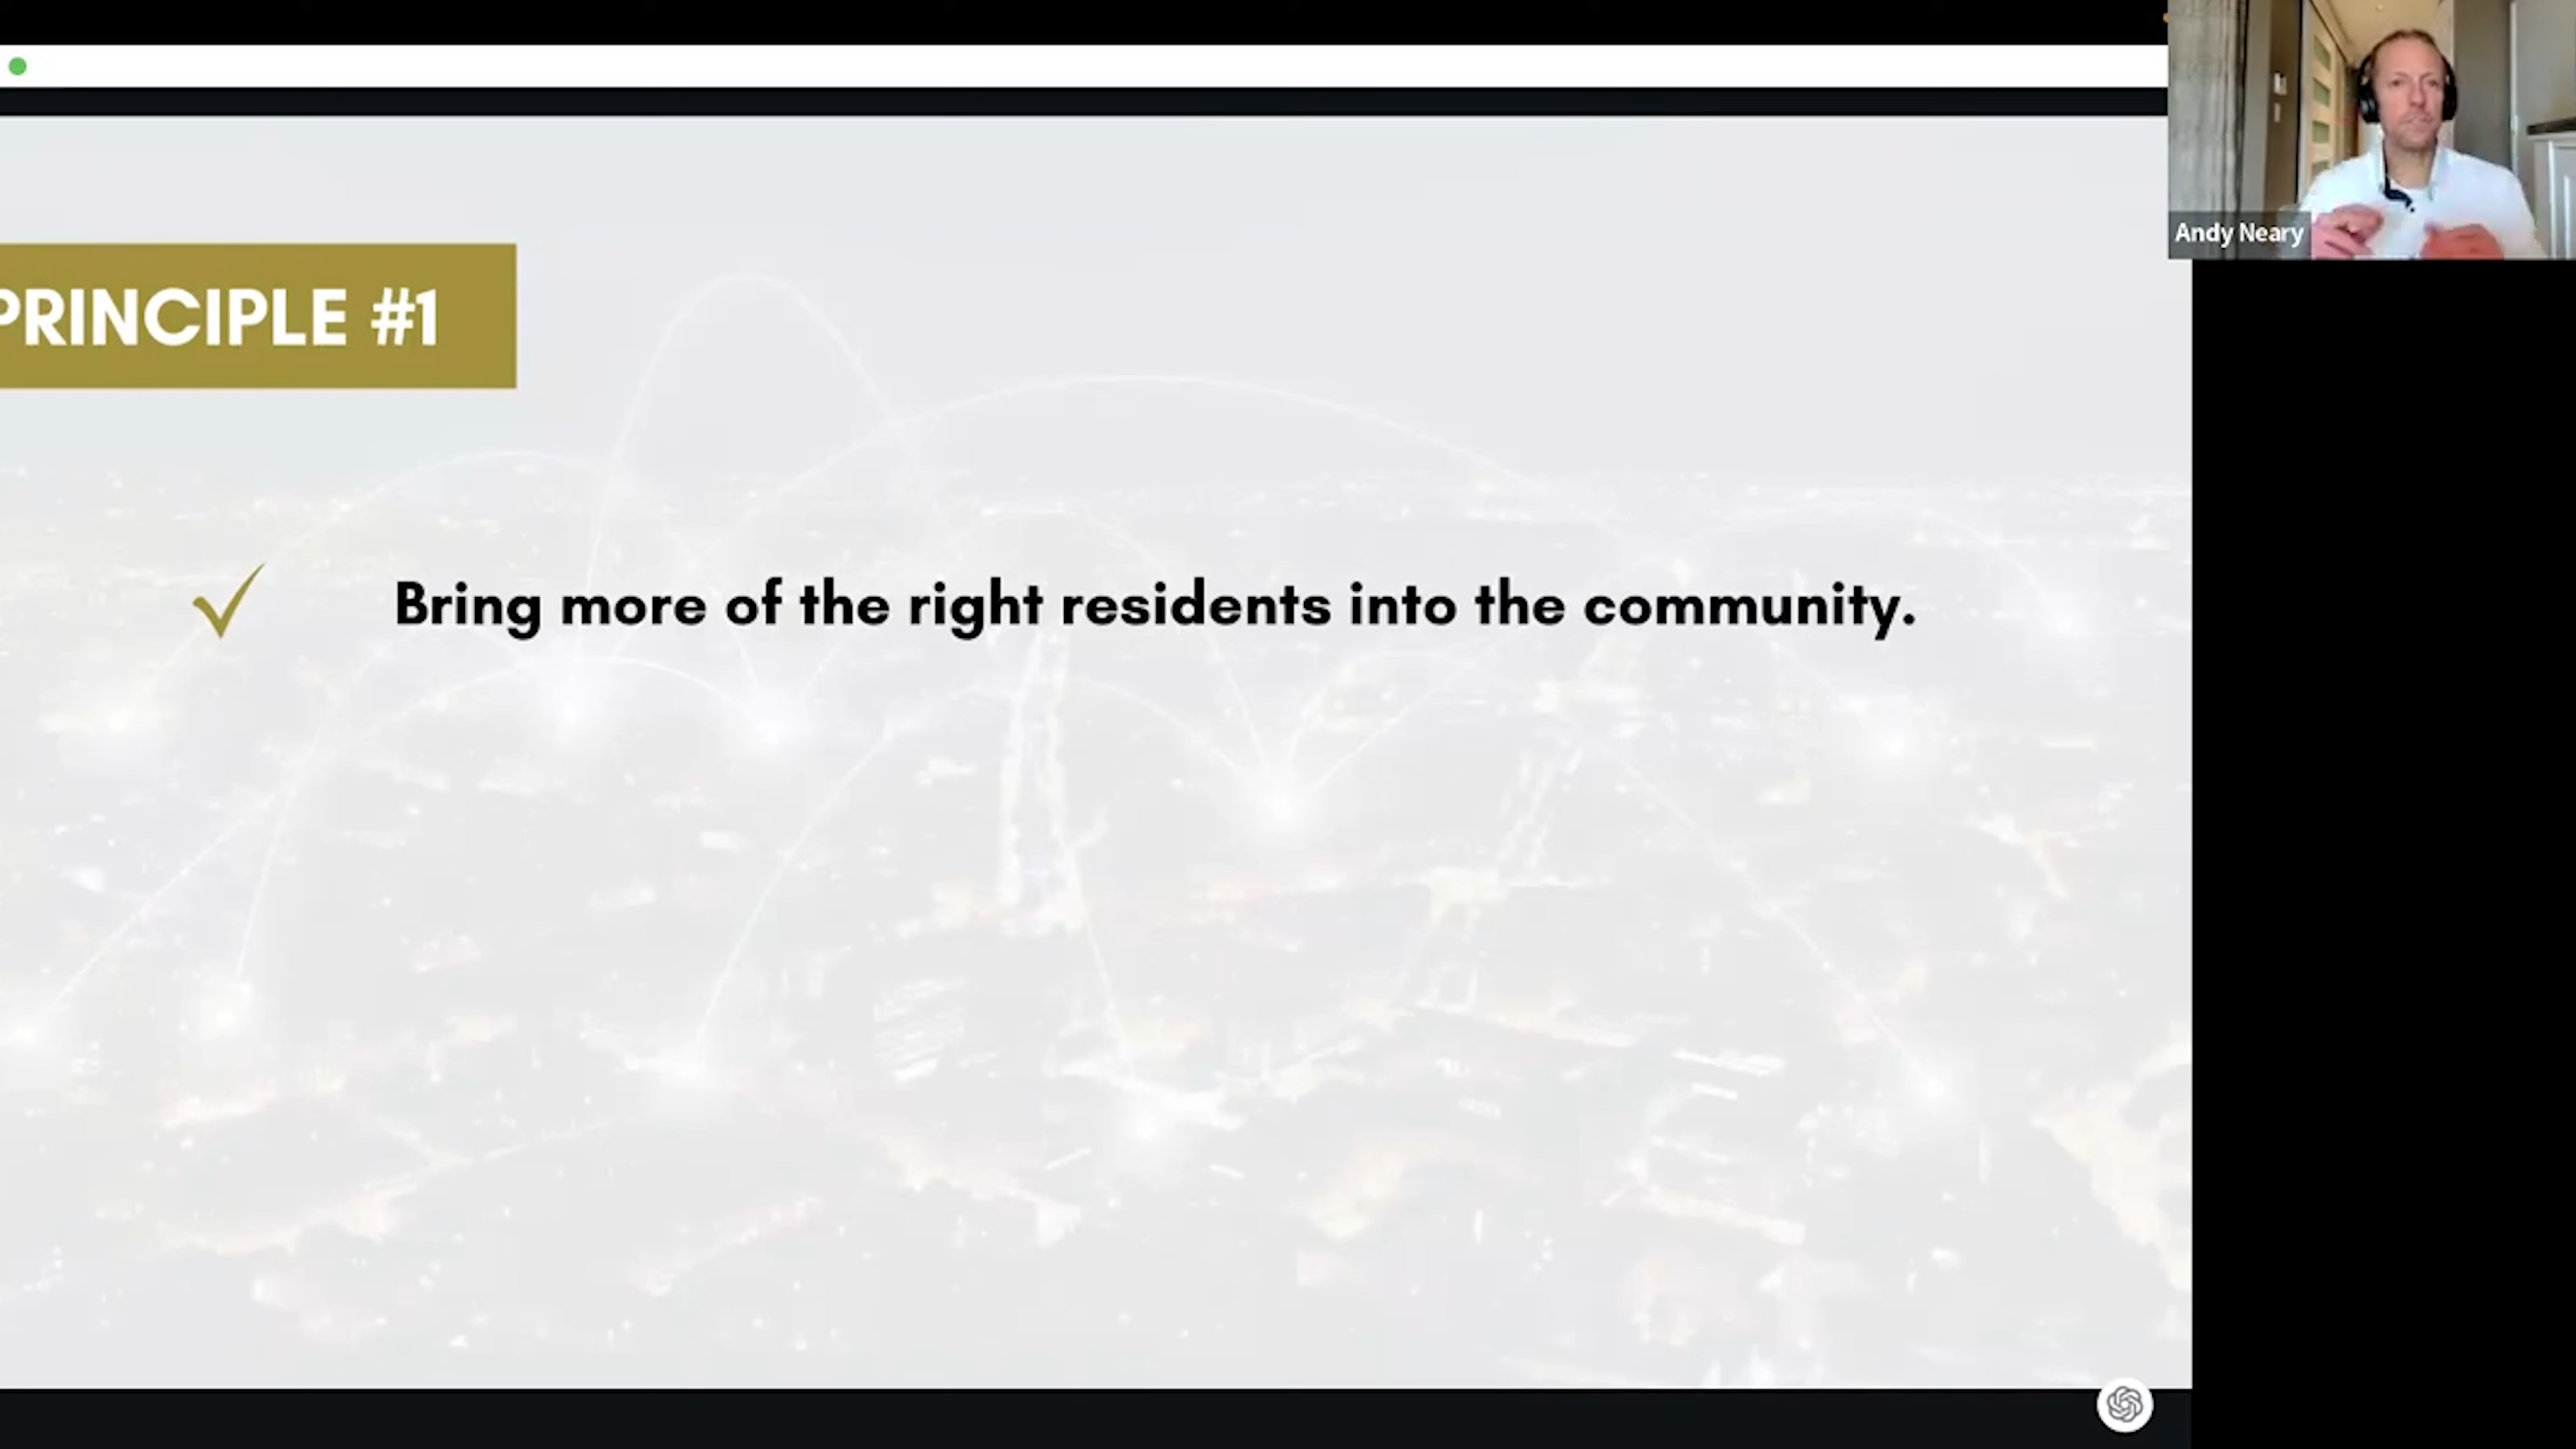 Andy Neary
PRINCIPLE #1
Bring more of the right residents into the community.